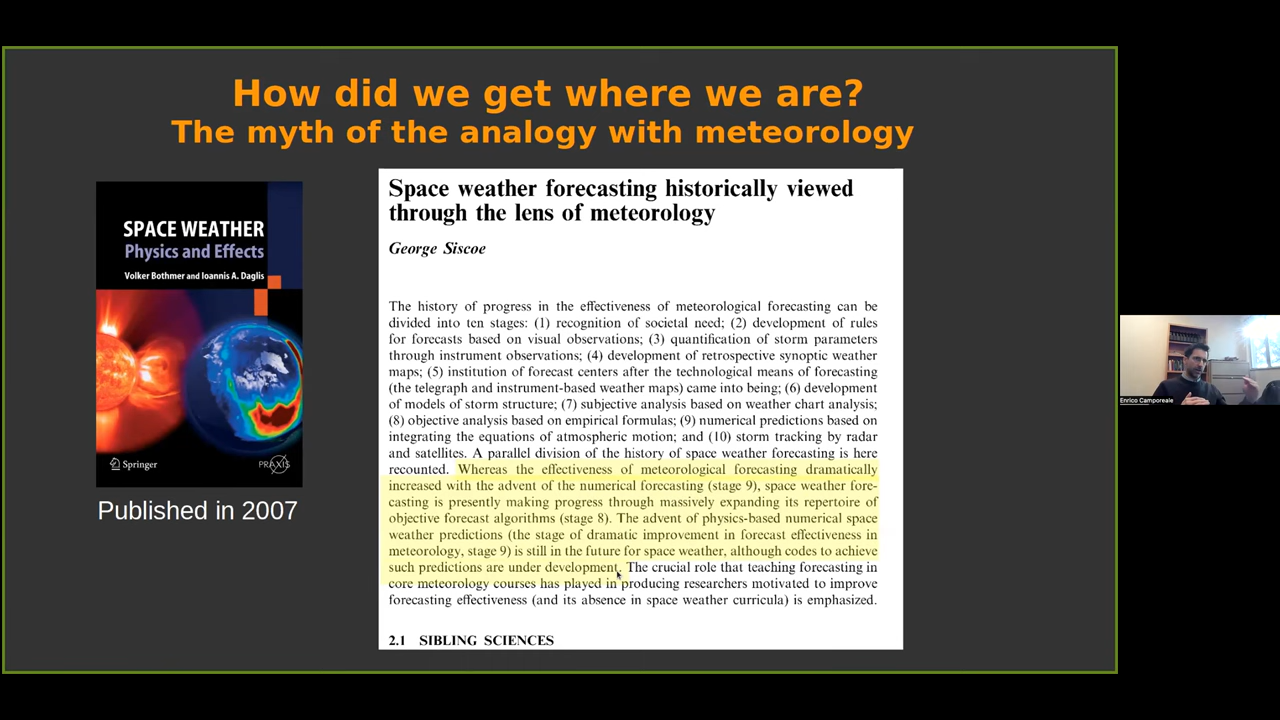 How did we get where we are?
The myth of the analogy with meteorology
SPACE WEATHER
Physics and Effects
Volker Bothmer and Ioannis A. Daglis
Springer
PRAXIS
Published in 2007
Space weather forecasting historically viewed
through the lens of meteorology
George Siscoe
The history of progress in the effectiveness of meteorological forecasting can be
divided into ten stages: (1) recognition of societal need; (2) development of rules
for forecasts based on visual observations; (3) quantification of storm parameters
through instrument observations; (4) development of retrospective synoptic weather
maps; (5) institution of forecast centers after the technological means of forecasting
(the telegraph and instrument-based weather maps) came into being; (6) development
of models of storm structure; (7) subjective analysis based on weather chart analysis;
(8) objective analysis based on empirical formulas; (9) numerical predictions based on
integrating the equations of atmospheric motion; and (10) storm tracking by radar
and satellites. A parallel division of the history of space weather forecasting is here
recounted. Whereas the effectiveness of meteorological forecasting dramatically
increased with the advent of the numerical forecasting (stage 9), space weather fore-
casting is presently making progress through massively expanding its repertoire of
objective forecast algorithms (stage 8). The advent of physics-based numerical space
weather predictions (the stage of dramatic improvement in forecast effectiveness in
meteorology, stage 9) is still in the future for space weather, although codes to achieve
such predictions are under development. The crucial role that teaching forecasting in
core meteorology courses has played in producing researchers motivated to improve
forecasting effectiveness (and its absence in space weather curricula) is emphasized.
2.1 SIBLING SCIENCES
Enrico Camporeale